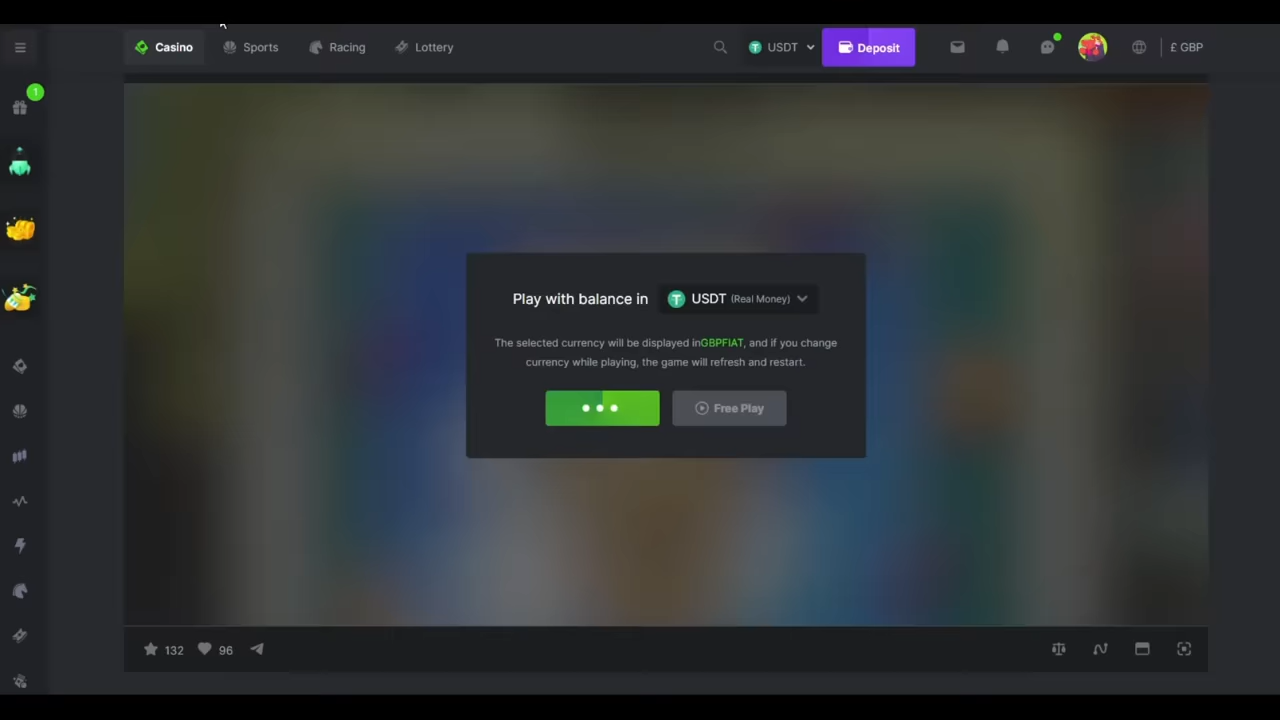 Casino Sports Racing Lottery USDT Deposit £ GBP
1
Play with balance in USDT (Real Money)
The selected currency will be displayed inGBPFIAT, and if you change
currency while playing, the game will refresh and restart.
Free Play
132 96